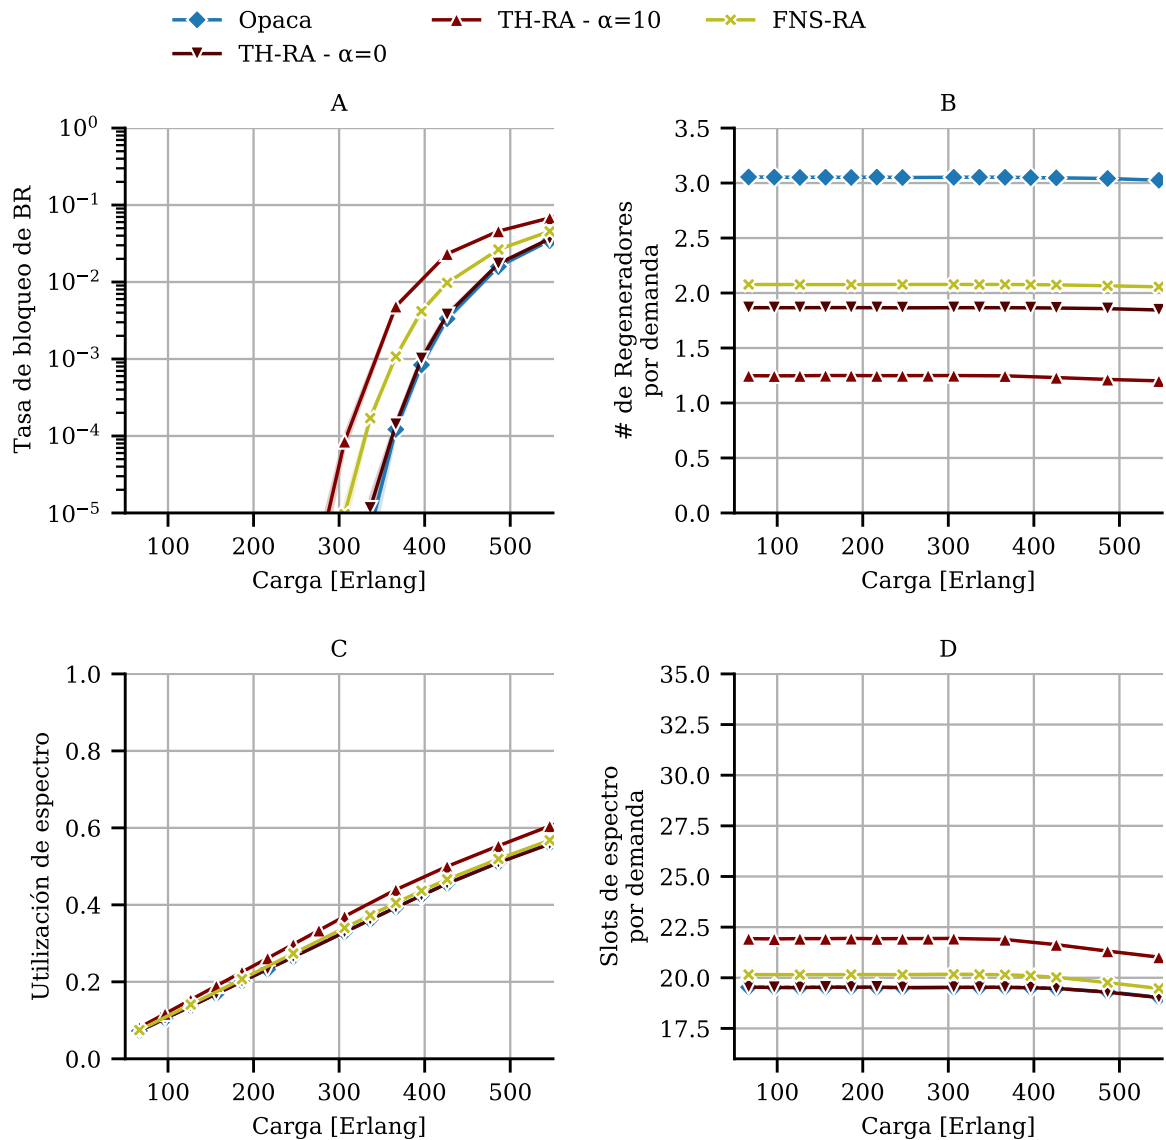 Opaca
TH-RA - α=0
TH-RA - α=10
FNS-RA
A
Tasa de bloqueo de BR
10⁰
10⁻¹
10⁻²
10⁻³
10⁻⁴
10⁻⁵
100 200 300 400 500
Carga [Erlang]
B
# de Regeneradores
por demanda
3.5
3.0
2.5
2.0
1.5
1.0
0.5
0.0
100 200 300 400 500
Carga [Erlang]
C
Utilización de espectro
1.0
0.8
0.6
0.4
0.2
0.0
100 200 300 400 500
Carga [Erlang]
D
Slots de espectro
por demanda
35.0
32.5
30.0
27.5
25.0
22.5
20.0
17.5
100 200 300 400 500
Carga [Erlang]